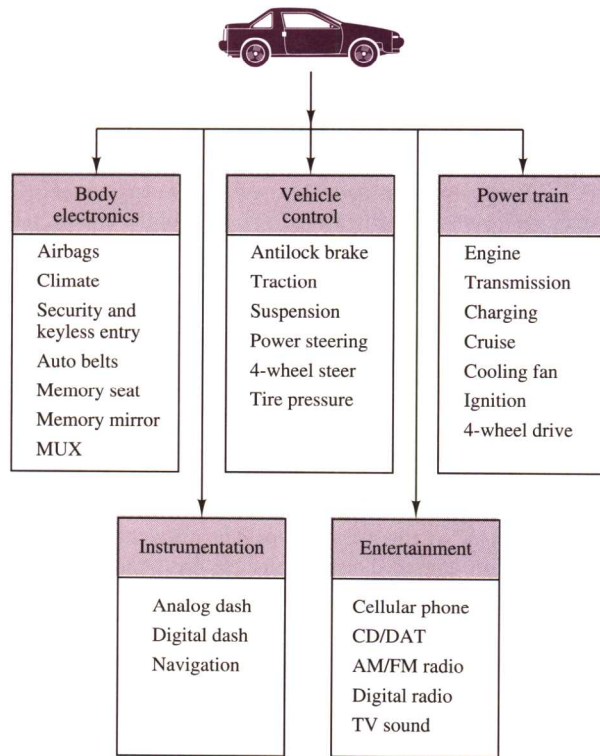 Body
electronics
Airbags
Climate
Security and
keyless entry
Auto belts
Memory seat
Memory mirror
MUX
Vehicle
control
Antilock brake
Traction
Suspension
Power steering
4-wheel steer
Tire pressure
Power train
Engine
Transmission
Charging
Cruise
Cooling fan
Ignition
4-wheel drive
Instrumentation
Analog dash
Digital dash
Navigation
Entertainment
Cellular phone
CD/DAT
AM/FM radio
Digital radio
TV sound